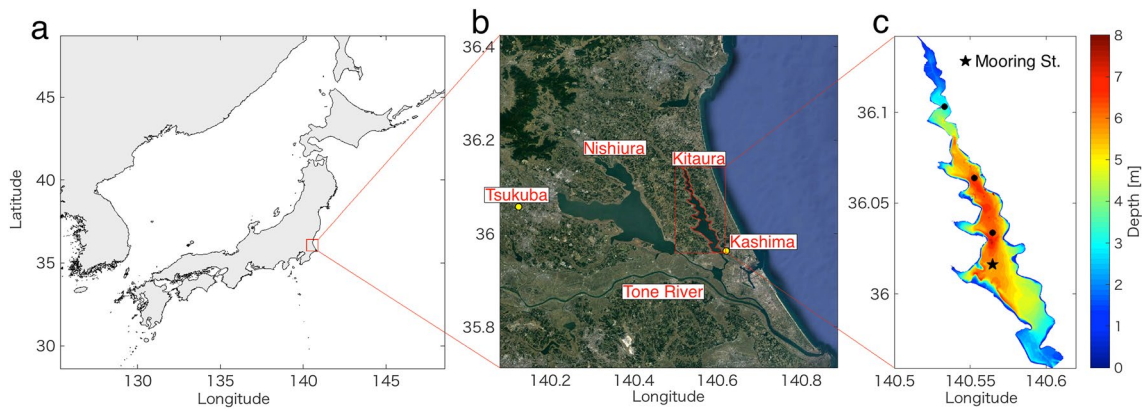 a
b
c
45
40
35
30
Latitude
130
135
140
145
Longitude
36.4
36.2
36
35.8
Nishiura
Kitaura
Tsukuba
Kashima
Tone River
140.2
140.4
140.6
140.8
Longitude
★ Mooring St.
36.1
36.05
36
140.5
140.55
140.6
Longitude
8
7
6
5
4
3
2
1
0
Depth [m]